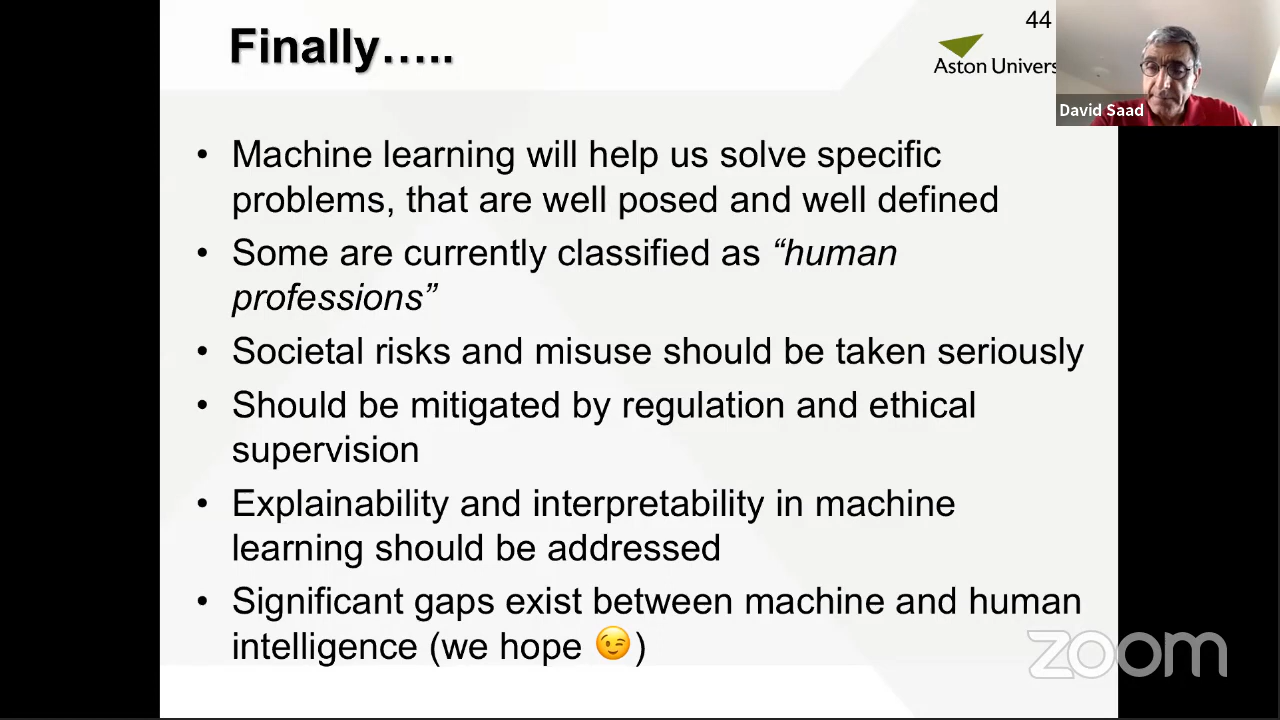 Finally…..
44
Aston Univers
David Saad
• Machine learning will help us solve specific
problems, that are well posed and well defined
• Some are currently classified as “human
professions”
• Societal risks and misuse should be taken seriously
• Should be mitigated by regulation and ethical
supervision
• Explainability and interpretability in machine
learning should be addressed
• Significant gaps exist between machine and human
intelligence (we hope 😉)
zoom